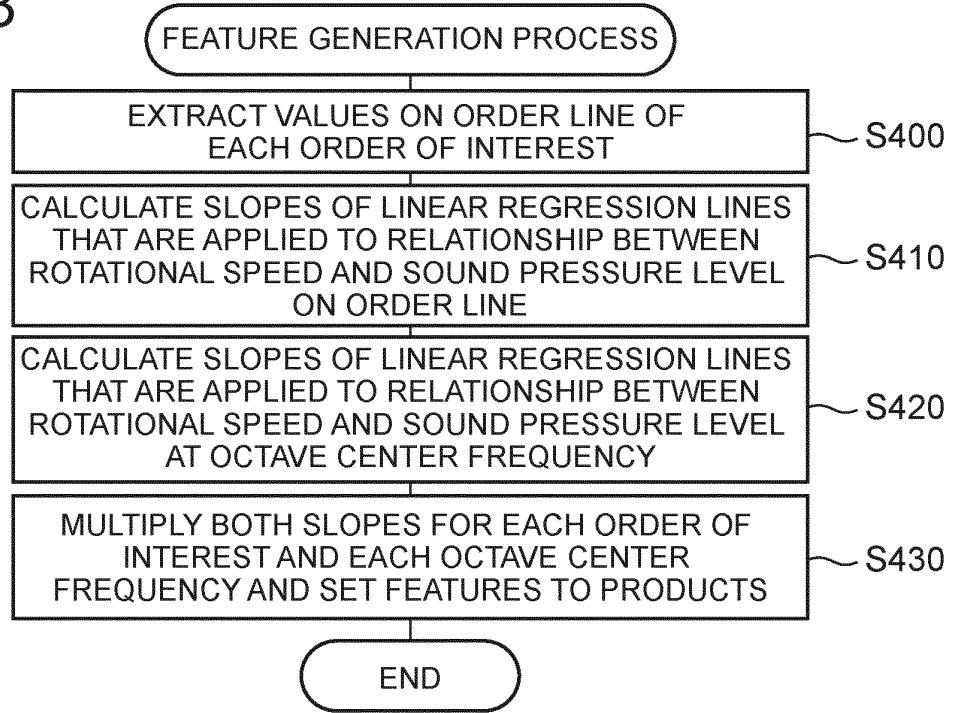 FEATURE GENERATION PROCESS
EXTRACT VALUES ON ORDER LINE OF
EACH ORDER OF INTEREST
S400
CALCULATE SLOPES OF LINEAR REGRESSION LINES
THAT ARE APPLIED TO RELATIONSHIP BETWEEN
ROTATIONAL SPEED AND SOUND PRESSURE LEVEL
ON ORDER LINE
S410
CALCULATE SLOPES OF LINEAR REGRESSION LINES
THAT ARE APPLIED TO RELATIONSHIP BETWEEN
ROTATIONAL SPEED AND SOUND PRESSURE LEVEL
AT OCTAVE CENTER FREQUENCY
S420
MULTIPLY BOTH SLOPES FOR EACH ORDER OF
INTEREST AND EACH OCTAVE CENTER
FREQUENCY AND SET FEATURES TO PRODUCTS
S430
END